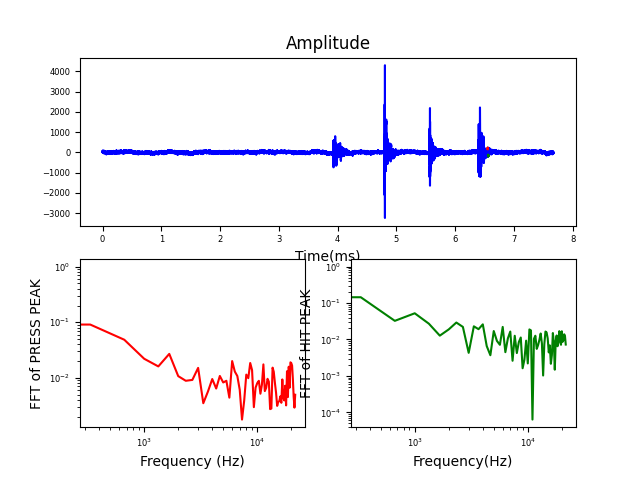 Amplitude
4000
3000
2000
1000
0
−1000
−2000
−3000
0 1 2 3 4 5 6 7 8
Time(ms)
FFT of PRESS PEAK
10⁰
10⁻¹
10⁻²
10³ 10⁴
Frequency (Hz)
FFT of HIT PEAK
10⁰
10⁻¹
10⁻²
10⁻³
10⁻⁴
10³ 10⁴
Frequency(Hz)